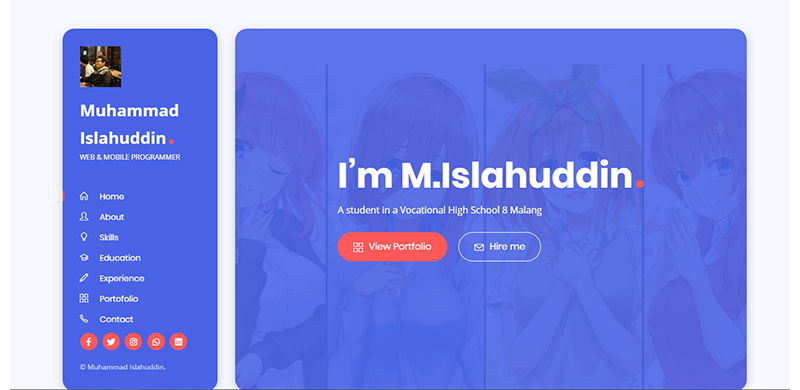 Muhammad
Islahuddin.
WEB & MOBILE PROGRAMMER
Home
About
Skills
Education
Experience
Portofolio
Contact
© Muhammad Islahuddin.
I'm M.Islahuddin.
A student in a Vocational High School 8 Malang
View Portfolio
Hire me